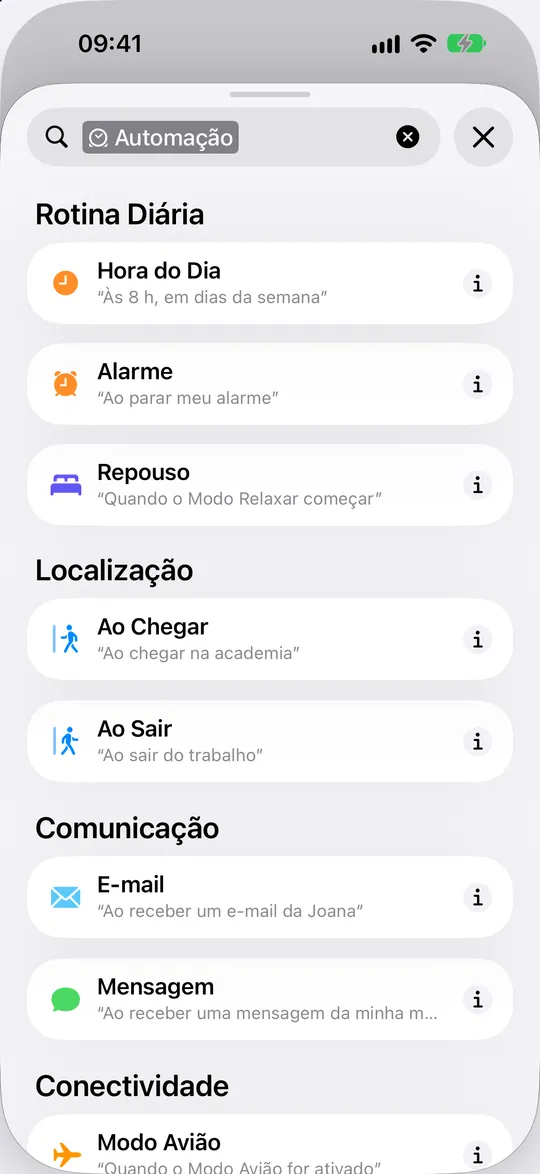 09:41
Automação
Rotina Diária
Hora do Dia
“Às 8 h, em dias da semana”
Alarme
“Ao parar meu alarme”
Repouso
“Quando o Modo Relaxar começar”
Localização
Ao Chegar
“Ao chegar na academia”
Ao Sair
“Ao sair do trabalho”
Comunicação
E-mail
“Ao receber um e-mail da Joana”
Mensagem
“Ao receber uma mensagem da minha m...
Conectividade
Modo Avião
“Quando o Modo Avião for ativado”